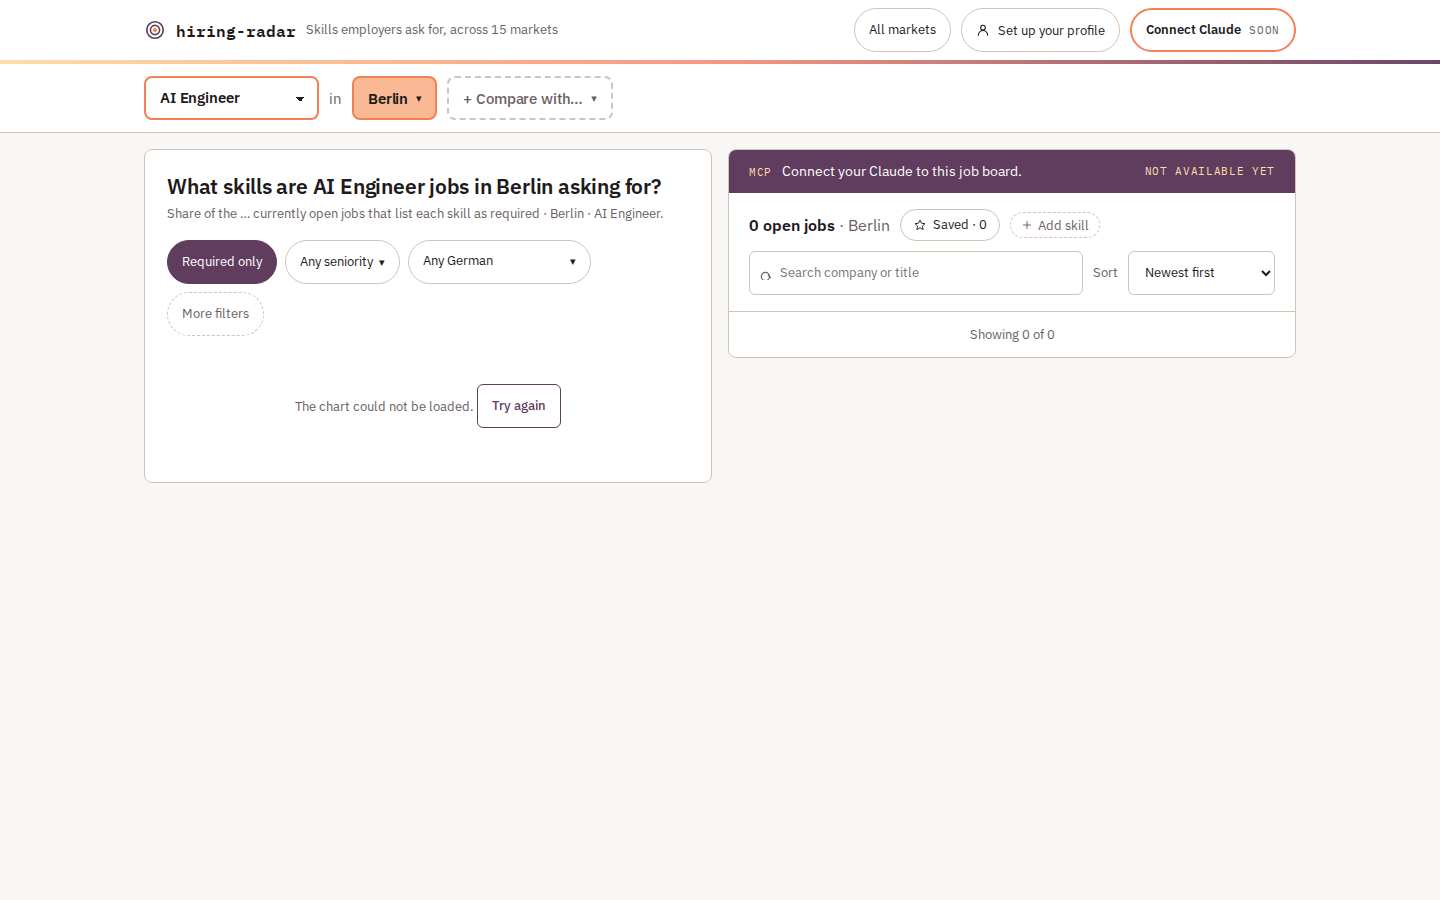 hiring-radar Skills employers ask for, across 15 markets All markets Set up your profile Connect Claude SOON
AI Engineer in Berlin ▾ + Compare with... ▾
What skills are AI Engineer jobs in Berlin asking for?
Share of the … currently open jobs that list each skill as required · Berlin · AI Engineer.
Required only Any seniority ▾ Any German ▾
More filters
The chart could not be loaded. Try again
MCP Connect your Claude to this job board. NOT AVAILABLE YET
0 open jobs · Berlin Saved · 0 + Add skill
Search company or title Sort Newest first
Showing 0 of 0